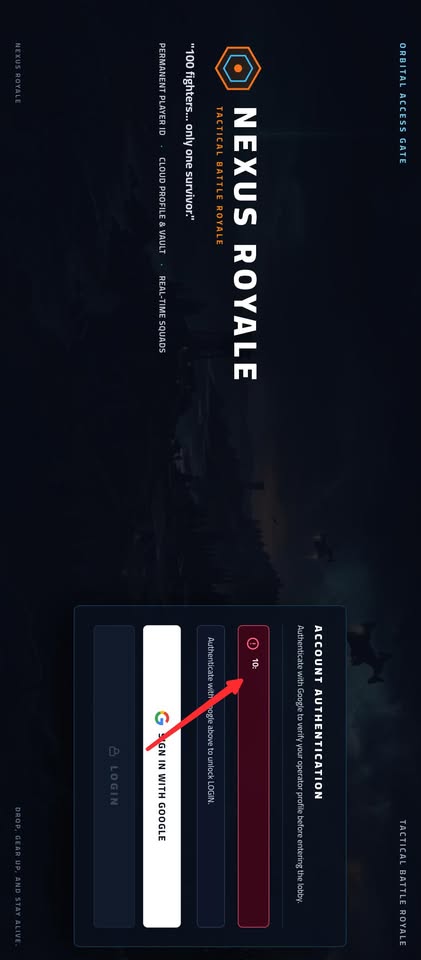 ORBITAL ACCESS GATE
TACTICAL BATTLE ROYALE
NEXUS ROYALE
TACTICAL BATTLE ROYALE
"100 fighters... only one survivor."
PERMANENT PLAYER ID • CLOUD PROFILE & VAULT • REAL-TIME SQUADS
ACCOUNT AUTHENTICATION
Authenticate with Google to verify your operator profile before entering the lobby.
10:
Authenticate with Google above to unlock LOGIN.
SIGN IN WITH GOOGLE
LOGIN
NEXUS ROYALE
DROP, GEAR UP, AND STAY ALIVE.